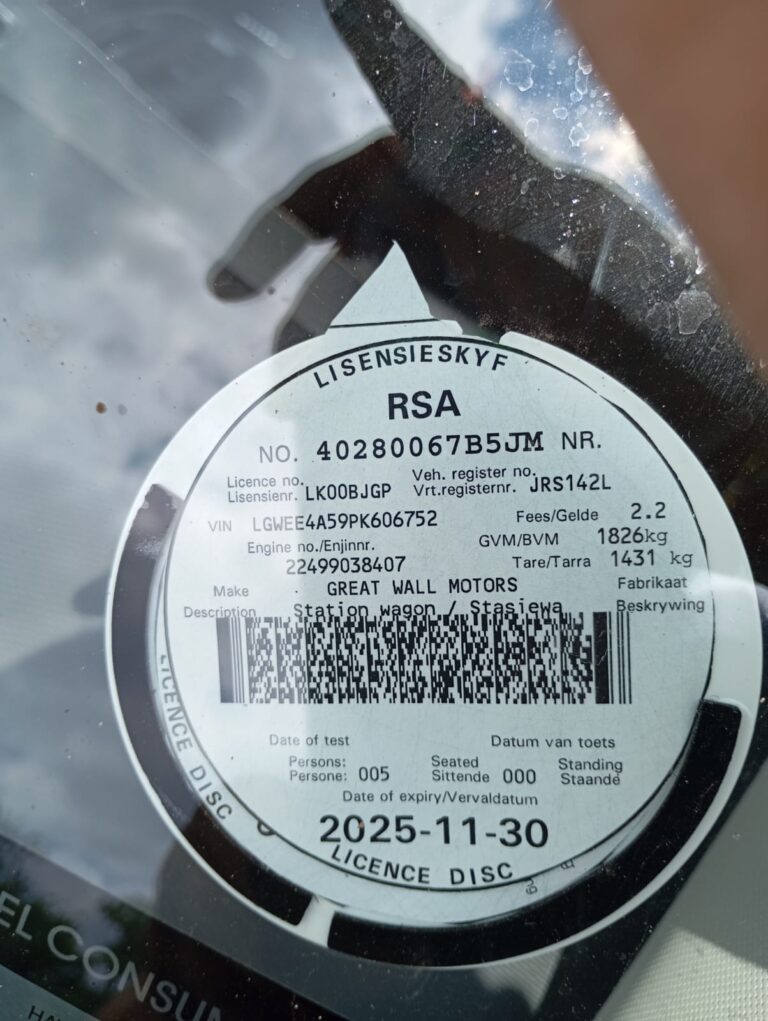 LISENSIESKYF
RSA
NO. 40280067B5JM NR.
Licence no. Veh. register no.
Lisensienr. LK00BJGP Vrt.registernr. JRS142L
VIN LGWEE4A59PK606752 Fees/Gelde 2.2
Engine no./Enjinnr. GVM/BVM 1826kg
22499038407 Tare/Tarra 1431 kg
Make GREAT WALL MOTORS Fabrikaat
Description Station wagon / Stasiewa Beskrywing
Date of test Datum van toets
Persons: Seated Standing
Persone: 005 Sittende 000 Staande
Date of expiry/Vervaldatum
2025-11-30
LICENCE DISC
LICENCE DISC
EL CONSUM